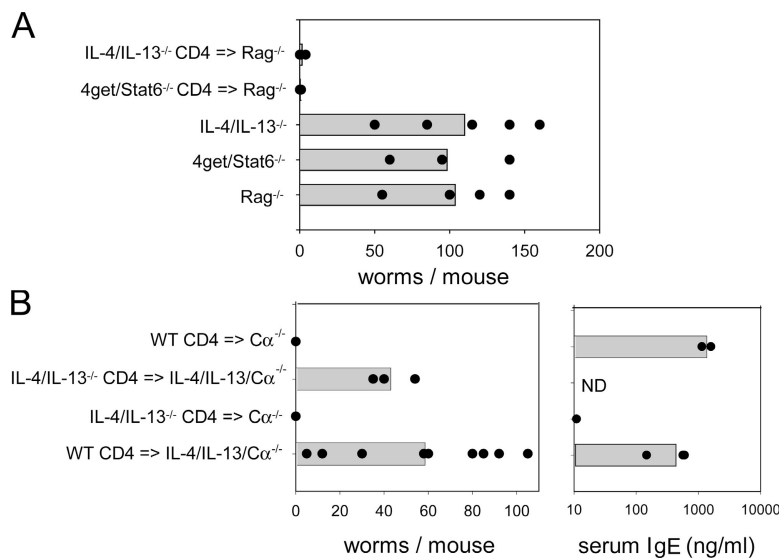 A
IL-4/IL-13-/- CD4 => Rag-/-
4get/Stat6-/- CD4 => Rag-/-
IL-4/IL-13-/-
4get/Stat6-/-
Rag-/-
0 50 100 150 200
worms / mouse
B
WT CD4 => Cα-/-
IL-4/IL-13-/- CD4 => IL-4/IL-13/Cα-/-
IL-4/IL-13-/- CD4 => Cα-/-
WT CD4 => IL-4/IL-13/Cα-/-
ND
0 20 40 60 80 100
10 100 1000 10000
worms / mouse
serum IgE (ng/ml)